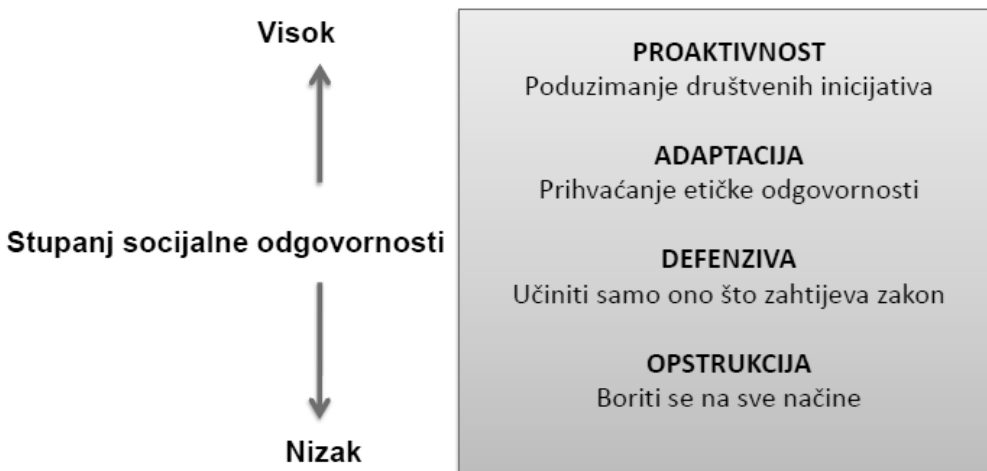 Visok
Stupanj socijalne odgovornosti
Nizak
PROAKTIVNOST
Poduzimanje društvenih inicijativa
ADAPTACIJA
Prihvaćanje etičke odgovornosti
DEFENZIVA
Učiniti samo ono što zahtijeva zakon
OPSTRUKCIJA
Boriti se na sve načine